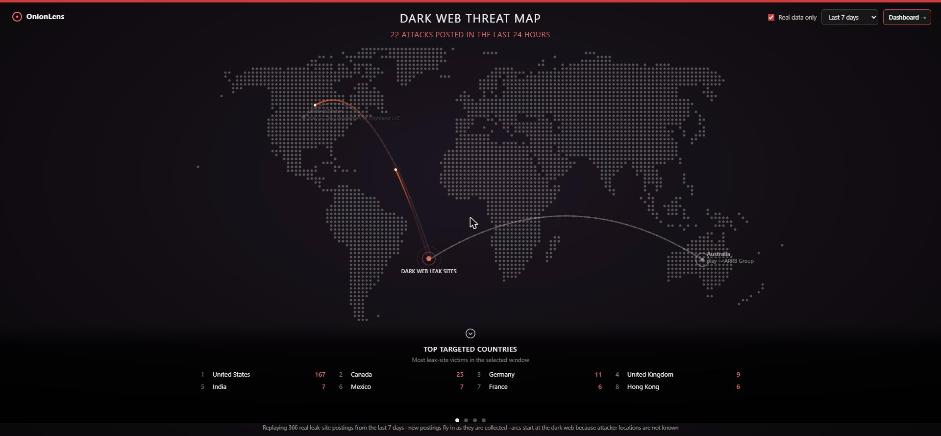 OnionLens
DARK WEB THREAT MAP
Real data only
Last 7 days
Dashboard →
22 ATTACKS POSTED IN THE LAST 24 HOURS
Australia
Group
DARK WEB LEAK SITES
TOP TARGETED COUNTRIES
Most leak-site victims in the selected window
1 United States 167 2 Canada 25 3 Germany 11 4 United Kingdom 9
5 India 7 6 Mexico 7 7 France 6 8 Hong Kong 6
Replaying 366 real leak-site postings from the last 7 days · new postings fly in as they are collected · arcs start at the dark web because attacker locations are not known